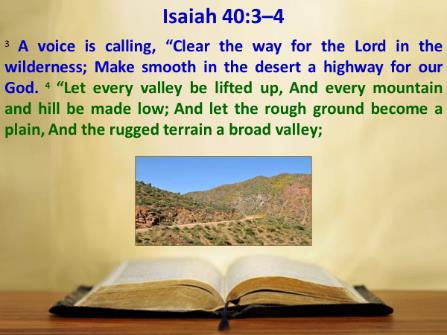 Isaiah 40:3–4
3 A voice is calling, “Clear the way for the Lord in the
wilderness; Make smooth in the desert a highway for our
God. 4 “Let every valley be lifted up, And every mountain
and hill be made low; And let the rough ground become a
plain, And the rugged terrain a broad valley;